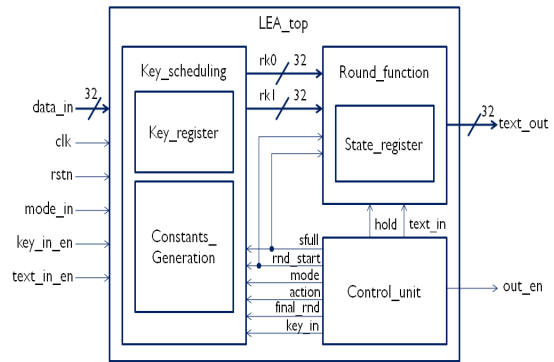 LEA_top
Key_scheduling
rk0
32
Round_function
rk1
32
32
data_in
Key_register
State_register
32
text_out
clk
rstn
mode_in
key_in_en
text_in_en
Constants_
Generation
hold
text_in
sfull
rnd_start
mode
action
final_rnd
key_in
Control_unit
out_en